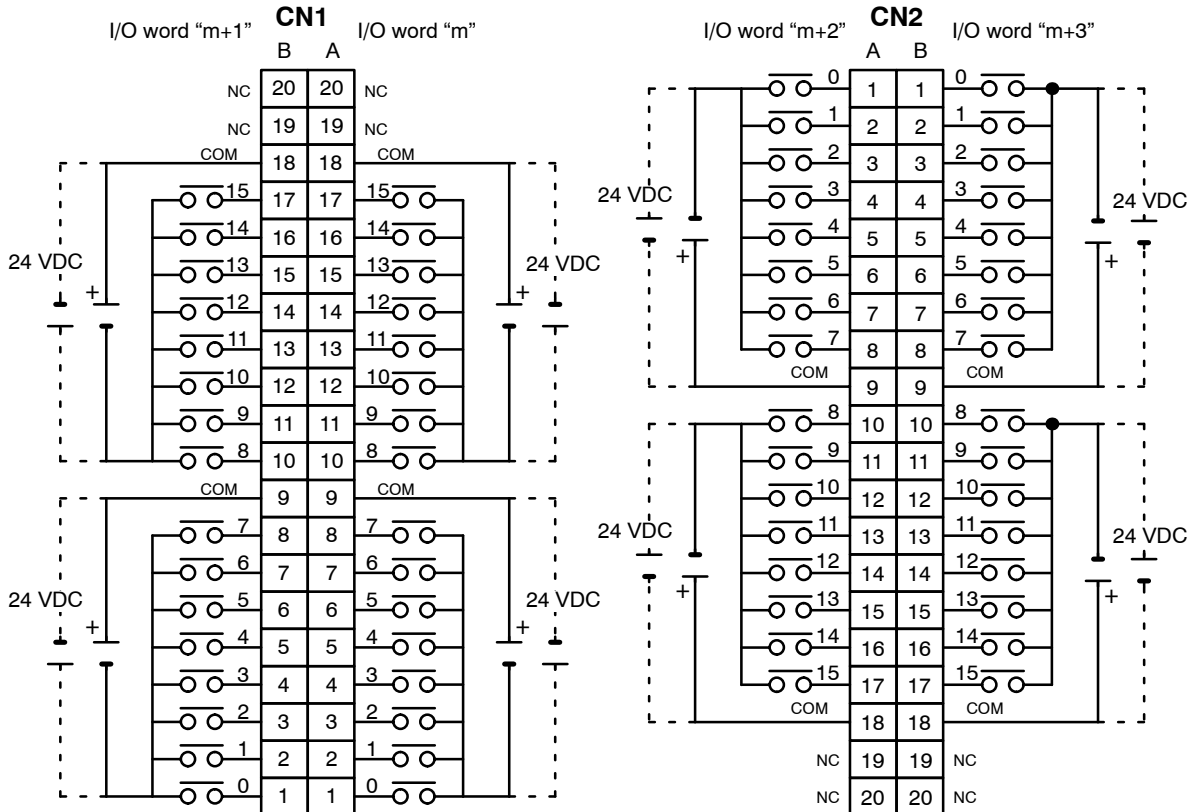 CN1
I/O word “m+1” I/O word “m”
B A
NC 20 20 NC
NC 19 19 NC
COM 18 18 COM
15 17 17 15
14 16 16 14
13 15 15 13
24 VDC 24 VDC
12 14 14 12
+ +
11 13 13 11
10 12 12 10
9 11 11 9
8 10 10 8
COM 9 9 COM
7 8 8 7
6 7 7 6
5 6 6 5
24 VDC 24 VDC
4 5 5 4
+ +
3 4 4 3
2 3 3 2
1 2 2 1
0 1 1 0
CN2
I/O word “m+2” I/O word “m+3”
A B
0 1 1 0
1 2 2 1
2 3 3 2
3 4 4 3
24 VDC 24 VDC
4 5 5 4
+ +
5 6 6 5
6 7 7 6
7 8 8 7
COM 9 9 COM
8 10 10 8
9 11 11 9
10 12 12 10
11 13 13 11
24 VDC 24 VDC
12 14 14 12
+ +
13 15 15 13
14 16 16 14
15 17 17 15
COM 18 18 COM
NC 19 19 NC
NC 20 20 NC